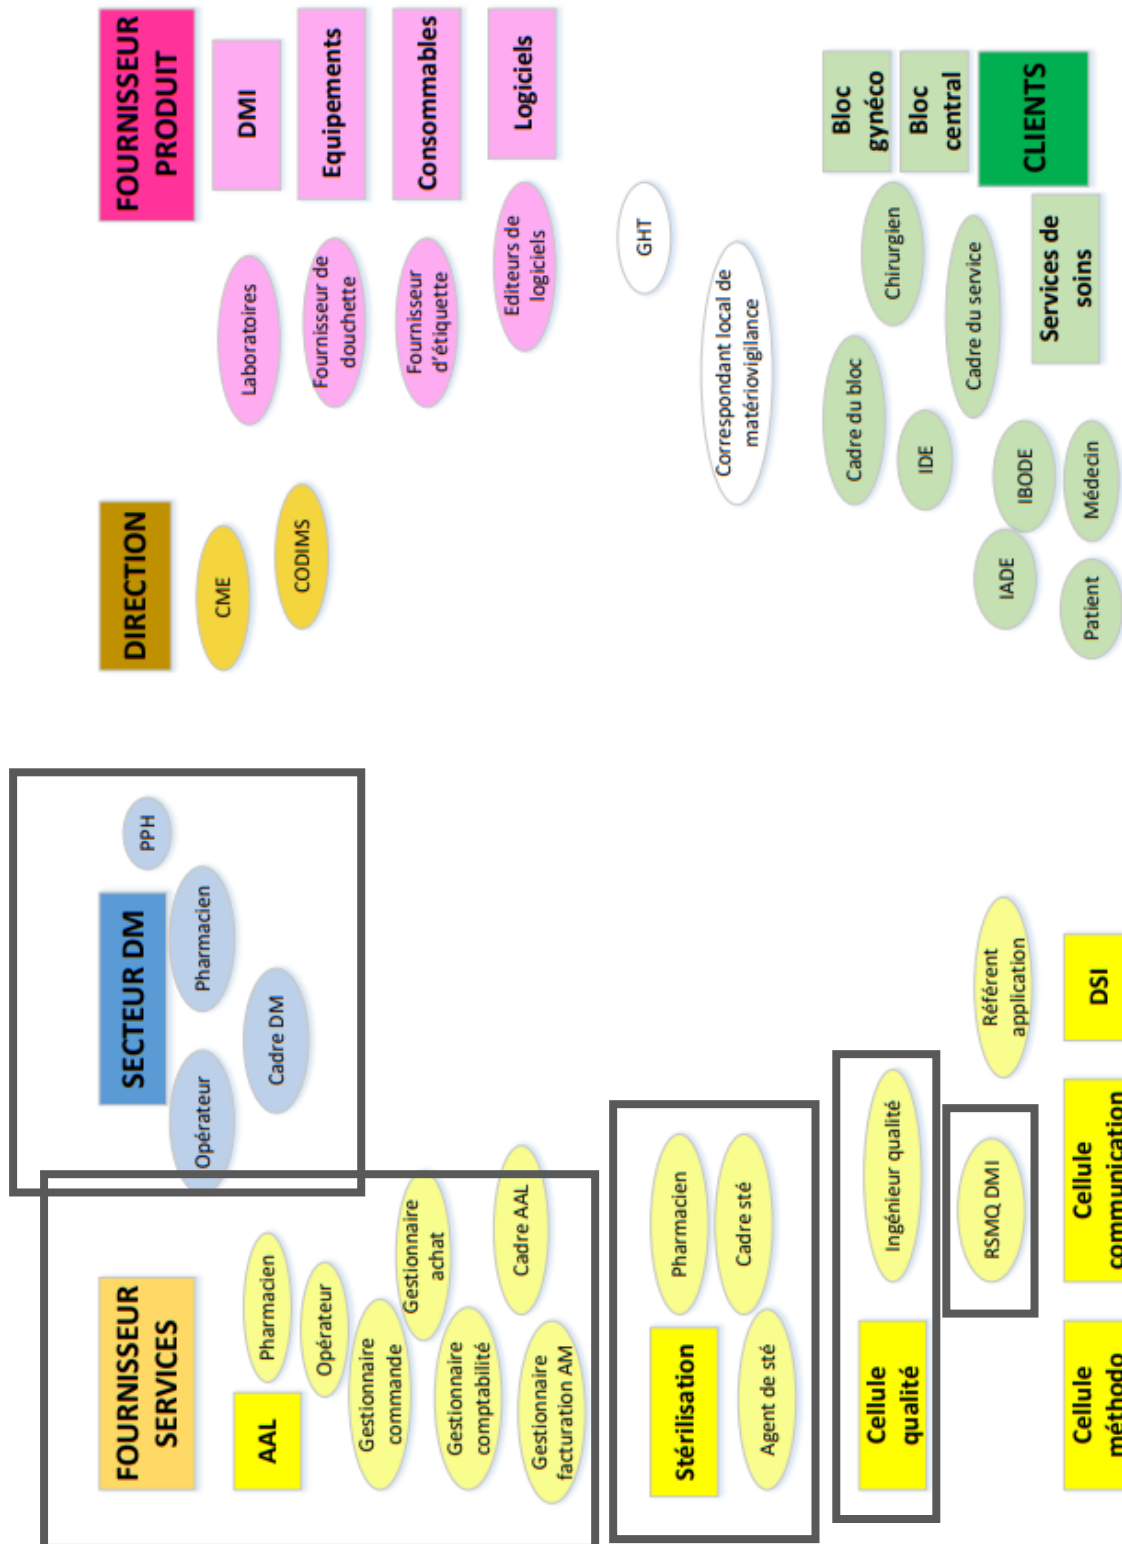 FOURNISSEUR
SERVICES
AAL
Pharmacien
Opérateur
Gestionnaire
commande
Gestionnaire
achat
Gestionnaire
comptabilité
Cadre AAL
Gestionnaire
facturation AM
Stérilisation
Pharmacien
Cadre sté
Agent de sté
Cellule
qualité
Ingénieur qualité
RSMQ DMI
Référent
application
Cellule
méthodo
Cellule
communication
DSI
SECTEUR DM
PPH
Pharmacien
Opérateur
Cadre DM
DIRECTION
CME
CODIMS
FOURNISSEUR
PRODUIT
DMI
Laboratoires
Equipements
Fournisseur de
douchette
Consommables
Fournisseur
d'étiquette
Logiciels
Editeurs de
logiciels
GHT
Correspondant local de
matériovigilance
Bloc
gynéco
Bloc
central
CLIENTS
Chirurgien
Cadre du bloc
IDE
Cadre du service
Services de
soins
IBODE
IADE
Médecin
Patient